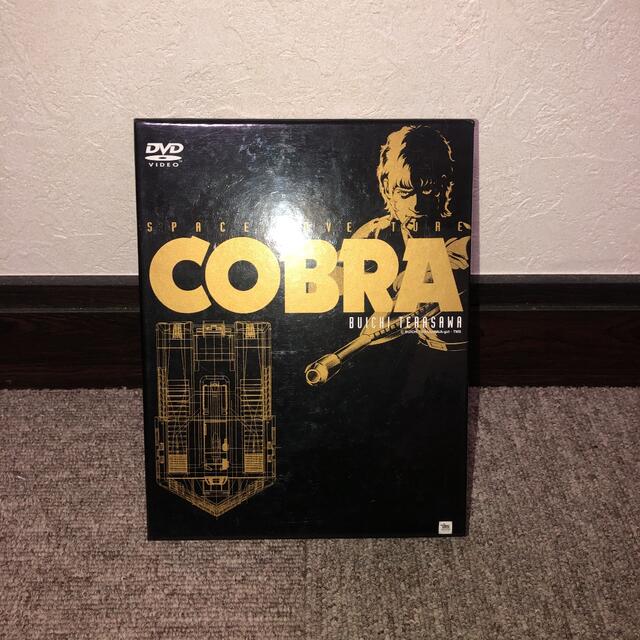 DVD
VIDEO
SPACE ADVENTURE
COBRA
BUICHI TERASAWA